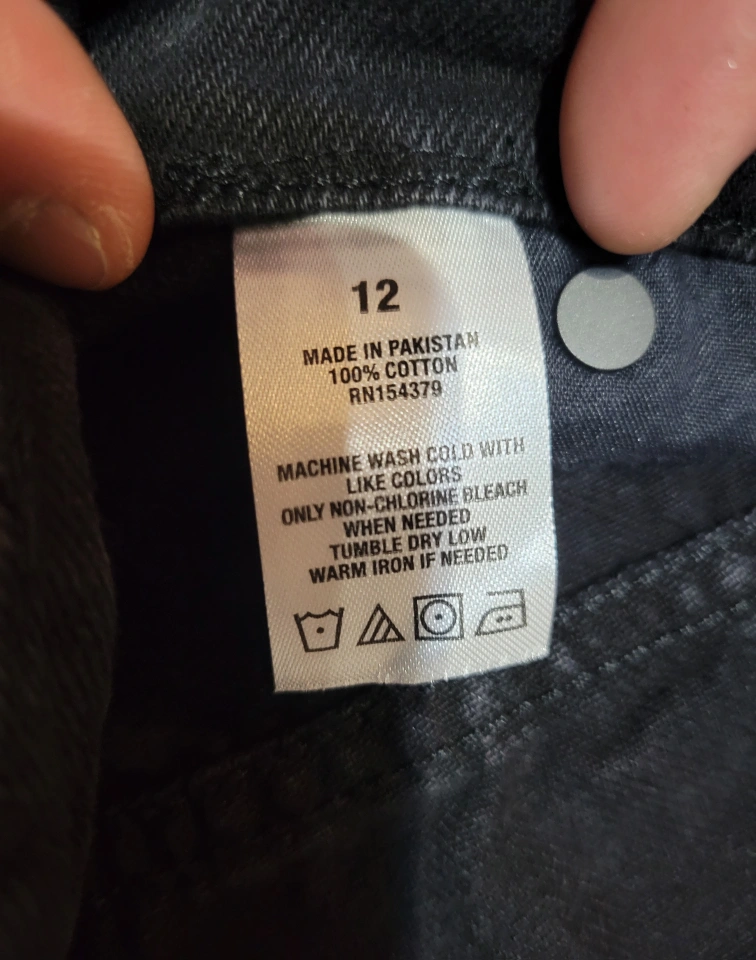 12
MADE IN PAKISTAN
100% COTTON
RN154379
MACHINE WASH COLD WITH
LIKE COLORS
ONLY NON-CHLORINE BLEACH
WHEN NEEDED
TUMBLE DRY LOW
WARM IRON IF NEEDED